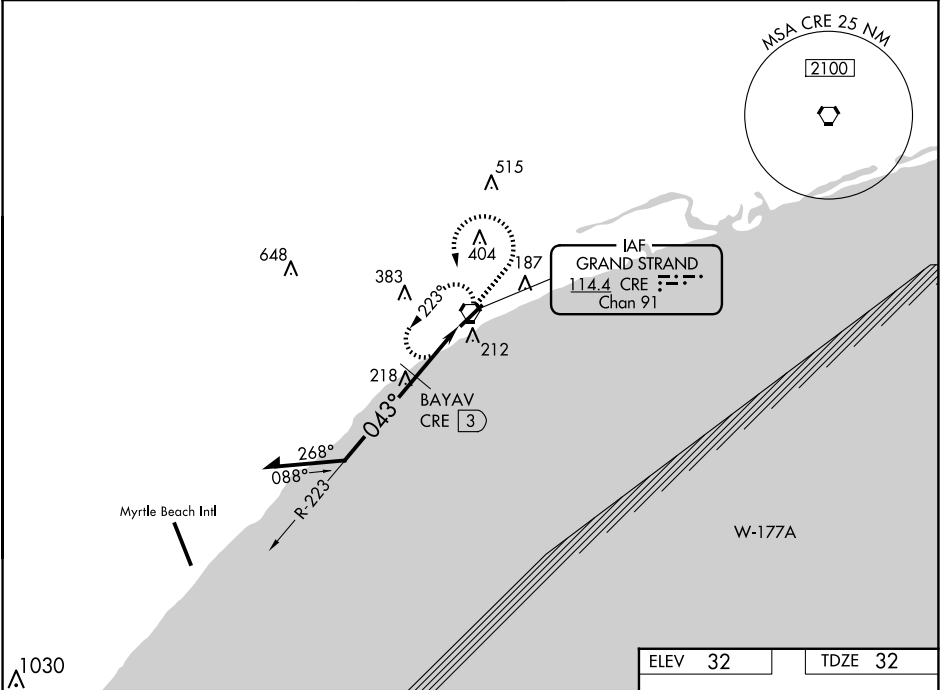 MSA CRE 25 NM
2100
515
404
648
383
187
IAF
GRAND STRAND
114.4 CRE
Chan 91
223°
212
218
BAYAV
CRE 3
043°
268°
088°
R-223
Myrtle Beach Intl
W-177A
1030
ELEV 32
TDZE 32